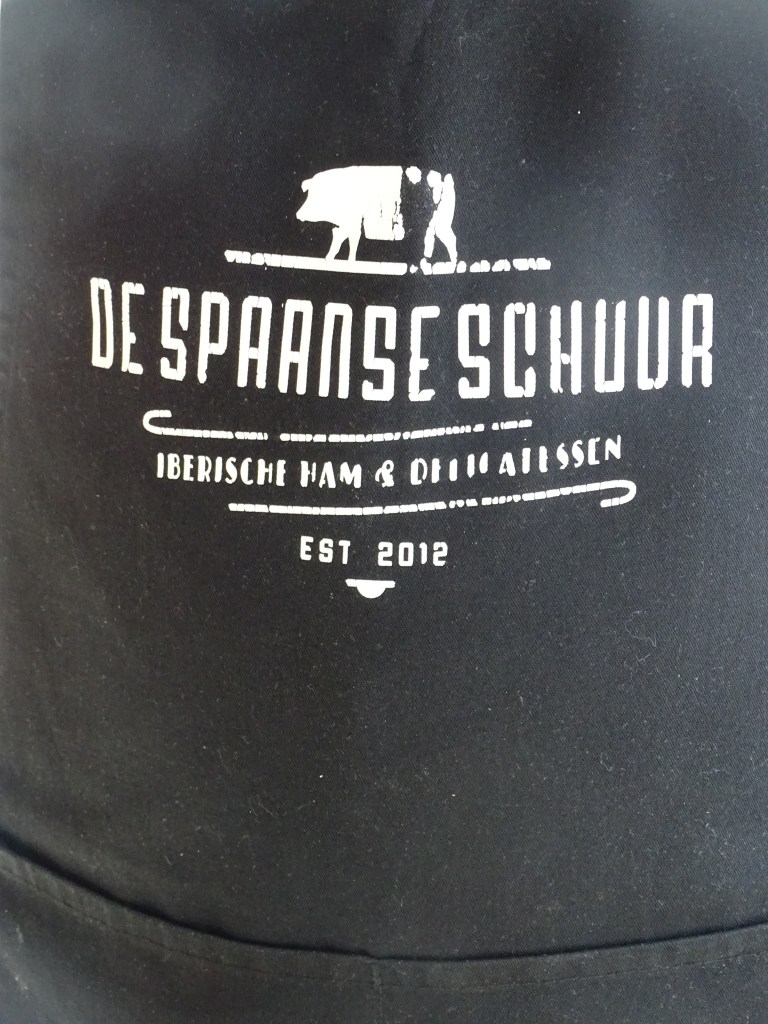 DE SPAANSE SCHUUR
IBERISCHE HAM & DELICATESSEN
EST 2012